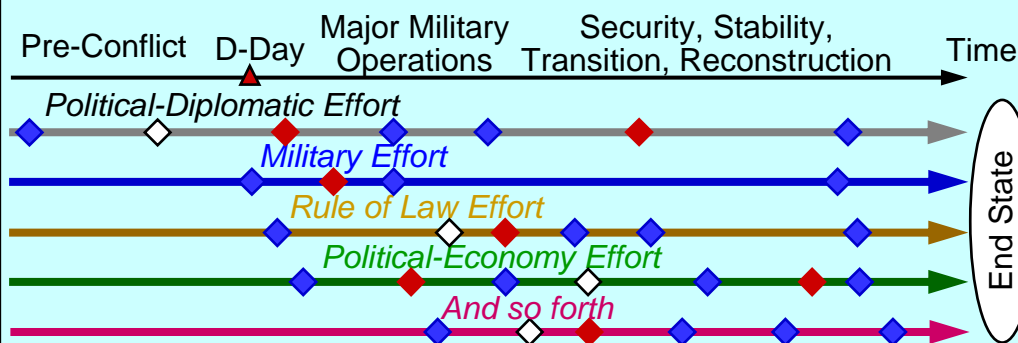 Pre-Conflict
D-Day
Major Military
Operations
Security, Stability,
Transition, Reconstruction
Time
Political-Diplomatic Effort
Military Effort
Rule of Law Effort
Political-Economy Effort
And so forth
End State